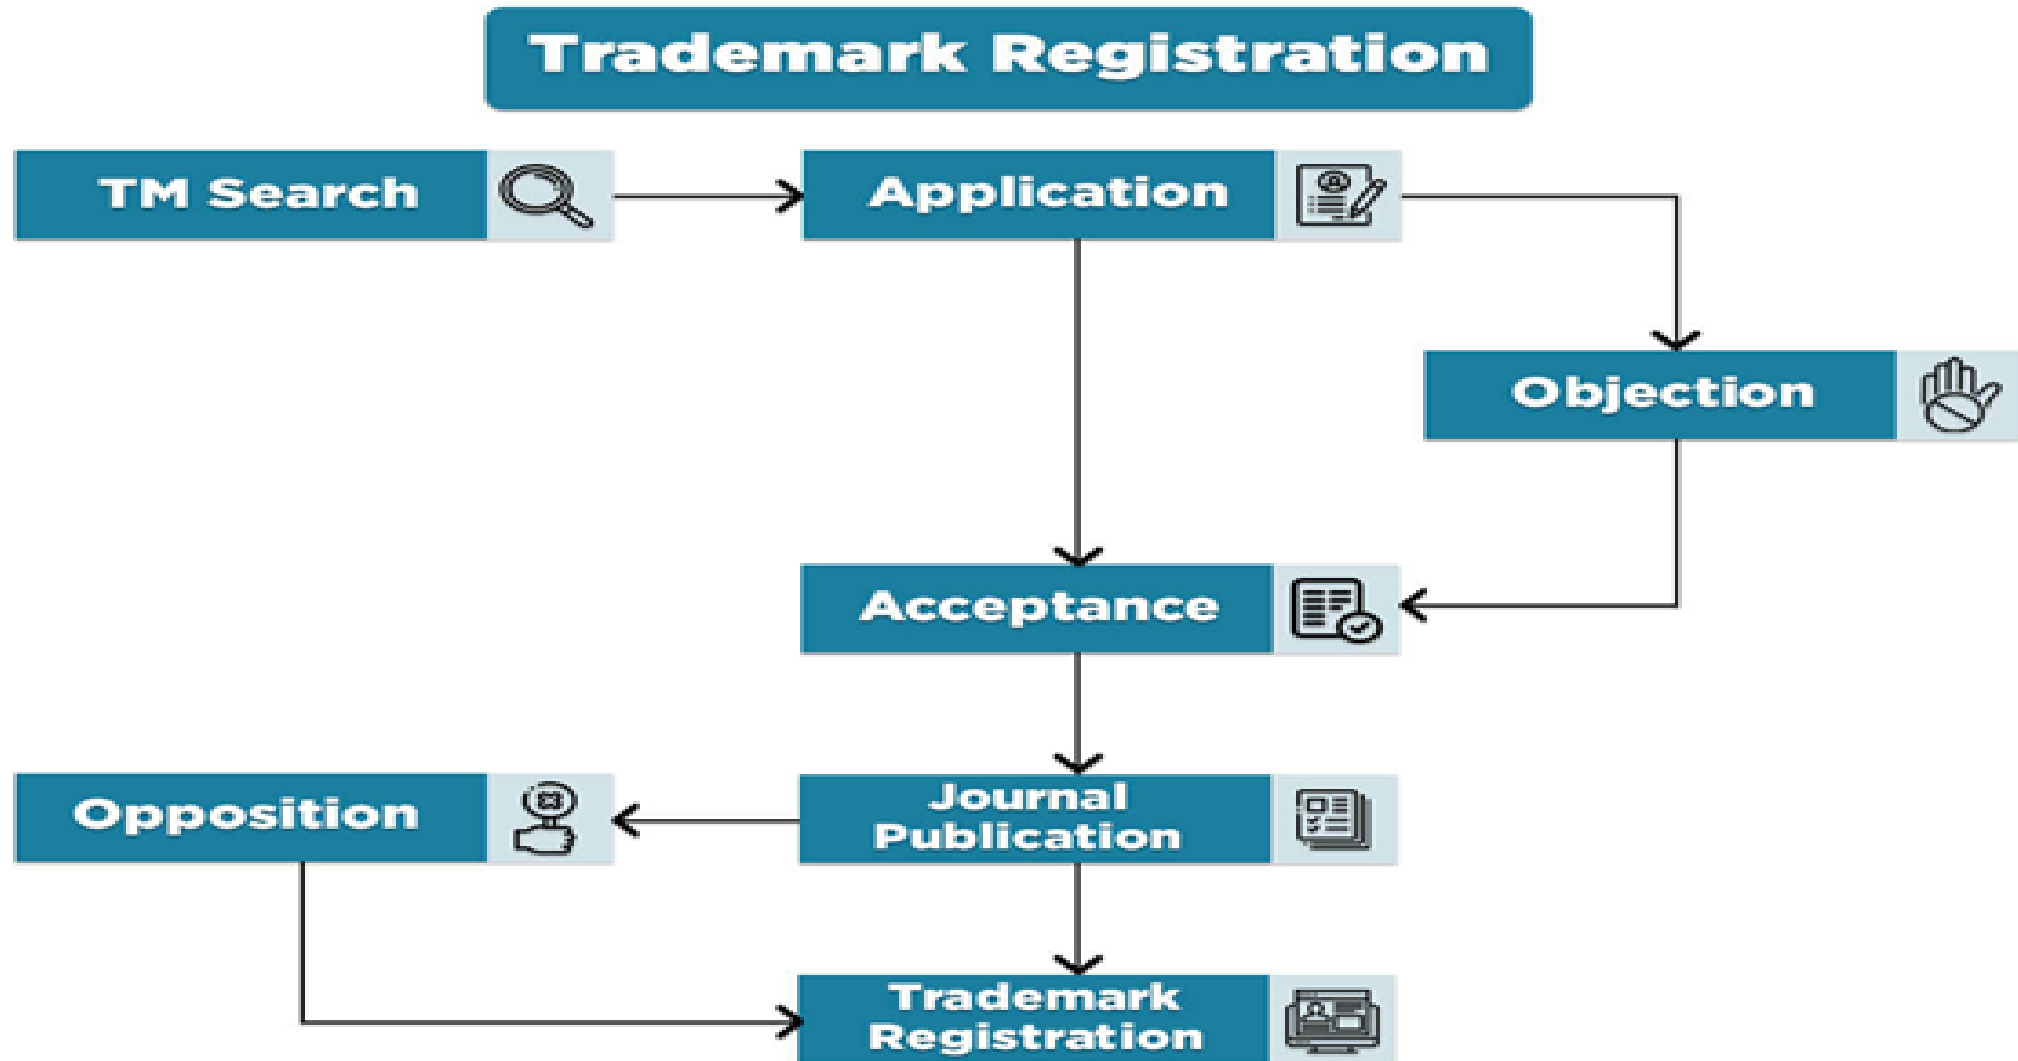 Trademark Registration
TM Search
Application
Objection
Acceptance
Opposition
Journal
Publication
Trademark
Registration